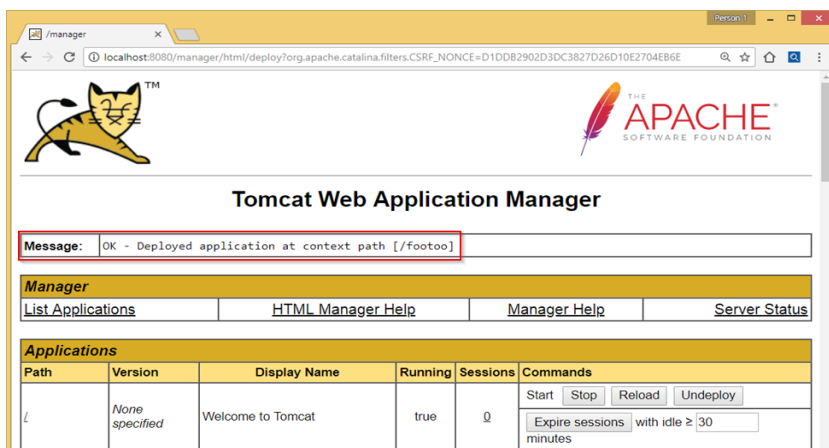 Person 1
/manager
localhost:8080/manager/html/deploy?org.apache.catalina.filters.CSRF_NONCE=D1DDB2902D3DC3827D26D10E2704EB6E
TM
THE
APACHE®
SOFTWARE FOUNDATION
Tomcat Web Application Manager
Message: OK - Deployed application at context path [/footoo]
Manager
List Applications HTML Manager Help Manager Help Server Status
Applications
Path Version Display Name Running Sessions Commands
/ None specified Welcome to Tomcat true 0 Start Stop Reload Undeploy
Expire sessions with idle ≥ 30
minutes